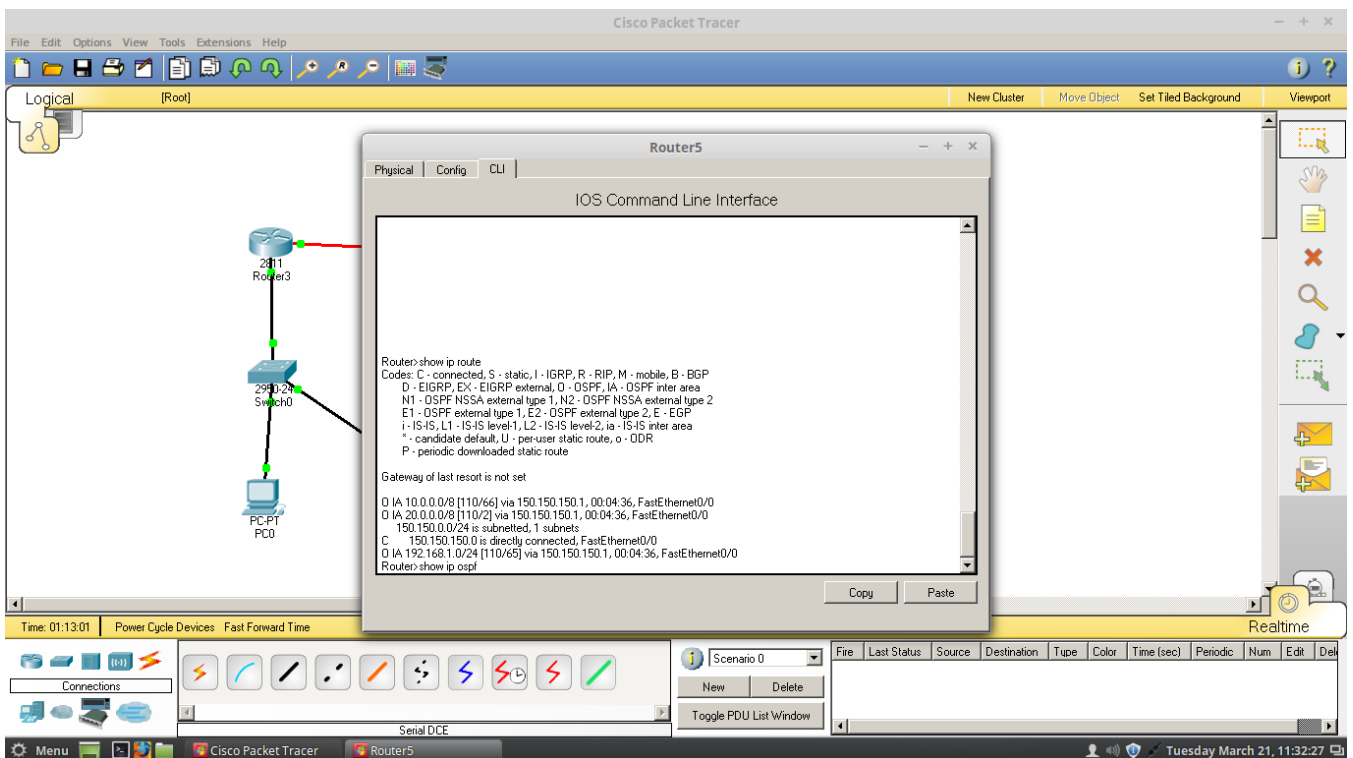 Cisco Packet Tracer
File Edit Options View Tools Extensions Help
Logical
[Root]
New Cluster
Move Object
Set Tiled Background
Viewport
Router5
Physical
Config
CLI
IOS Command Line Interface
Router>show ip route
Codes: C - connected, S - static, I - IGRP, R - RIP, M - mobile, B - BGP
D - EIGRP, EX - EIGRP external, O - OSPF, IA - OSPF inter area
N1 - OSPF NSSA external type 1, N2 - OSPF NSSA external type 2
E1 - OSPF external type 1, E2 - OSPF external type 2, E - EGP
i - IS-IS, L1 - IS-IS level-1, L2 - IS-IS level-2, ia - IS-IS inter area
* - candidate default, U - per-user static route, o - ODR
P - periodic downloaded static route
Gateway of last resort is not set
O IA 10.0.0.0/8 [110/66] via 150.150.150.1, 00:04:36, FastEthernet0/0
O IA 20.0.0.0/8 [110/2] via 150.150.150.1, 00:04:36, FastEthernet0/0
150.150.0.0/24 is subnetted, 1 subnets
C 150.150.150.0 is directly connected, FastEthernet0/0
O IA 192.168.1.0/24 [110/65] via 150.150.150.1, 00:04:36, FastEthernet0/0
Router>show ip ospf
Copy
Paste
2811
Router3
2950-24
Switch0
PC-PT
PC0
Time: 01:13:01
Power Cycle Devices Fast Forward Time
Realtime
Connections
Serial DCE
Scenario 0
New
Delete
Toggle PDU List Window
Fire Last Status Source Destination Type Color Time (sec) Periodic Num Edit Del
Menu
Cisco Packet Tracer
Router5
Tuesday March 21, 11:32:27